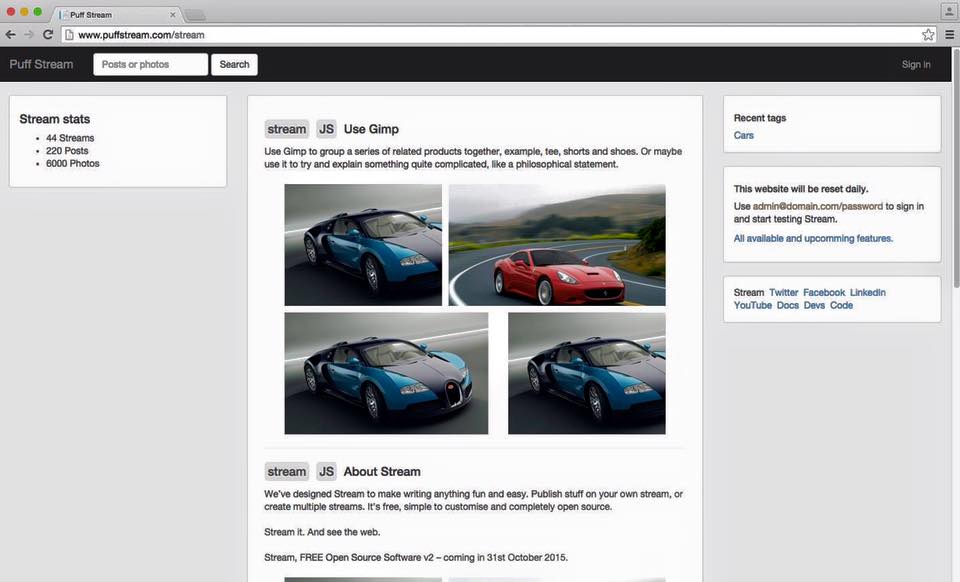 Puff Stream
www.puffstream.com/stream
Puff Stream
Posts or photos
Search
Sign in
Stream stats
• 44 Streams
• 220 Posts
• 6000 Photos
stream JS Use Gimp
Use Gimp to group a series of related products together, example, tee, shorts and shoes. Or maybe
use it to try and explain something quite complicated, like a philosophical statement.
stream JS About Stream
We've designed Stream to make writing anything fun and easy. Publish stuff on your own stream, or
create multiple streams. It's free, simple to customise and completely open source.
Stream it. And see the web.
Stream, FREE Open Source Software v2 – coming in 31st October 2015.
Recent tags
Cars
This website will be reset daily.
Use admin@domain.com/password to sign in
and start testing Stream.
All available and upcomming features.
Stream Twitter Facebook LinkedIn
YouTube Docs Devs Code